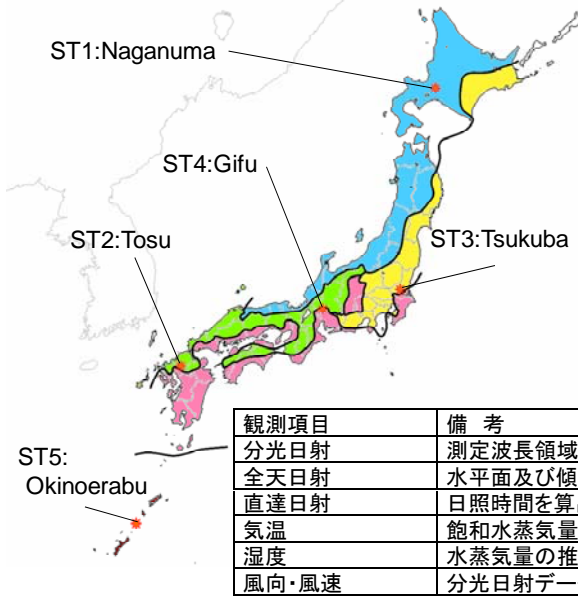 ST1:Naganuma
ST4:Gifu
ST2:Tosu
ST3:Tsukuba
ST5:
Okinoerabu
観測項目 備 考
分光日射 測定波長領域
全天日射 水平面及び傾
直達日射 日照時間を算
気温 飽和水蒸気量
湿度 水蒸気量の推
風向・風速 分光日射デー